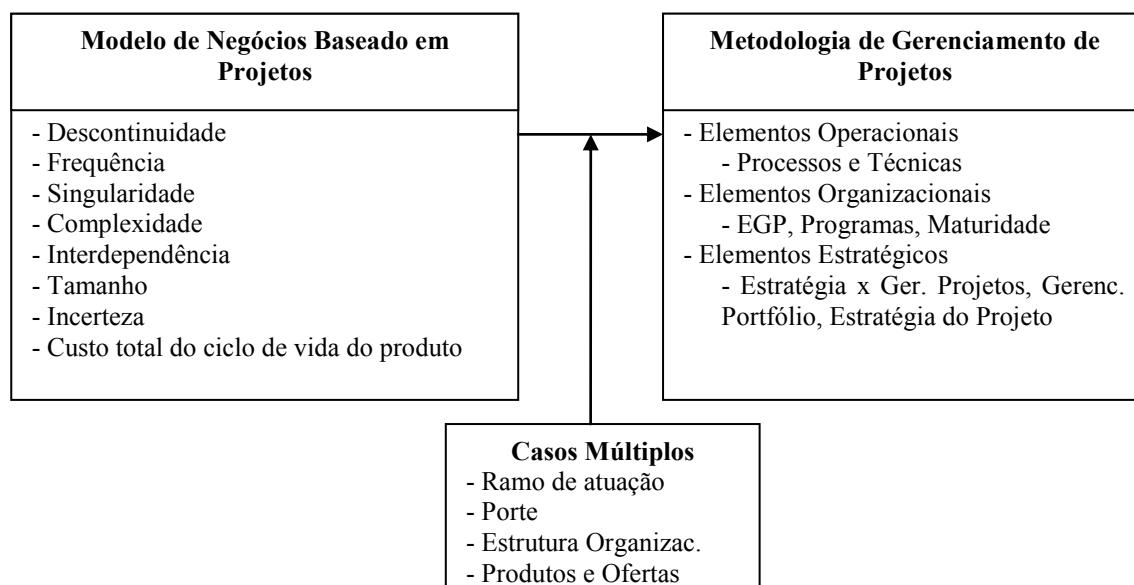 Modelo de Negócios Baseado em
Projetos
- Descontinuidade
- Frequência
- Singularidade
- Complexidade
- Interdependência
- Tamanho
- Incerteza
- Custo total do ciclo de vida do produto
Metodologia de Gerenciamento de
Projetos
- Elementos Operacionais
- Processos e Técnicas
- Elementos Organizacionais
- EGP, Programas, Maturidade
- Elementos Estratégicos
- Estratégia x Ger. Projetos, Gerenc.
Portfólio, Estratégia do Projeto
Casos Múltiplos
- Ramo de atuação
- Porte
- Estrutura Organizac.
- Produtos e Ofertas